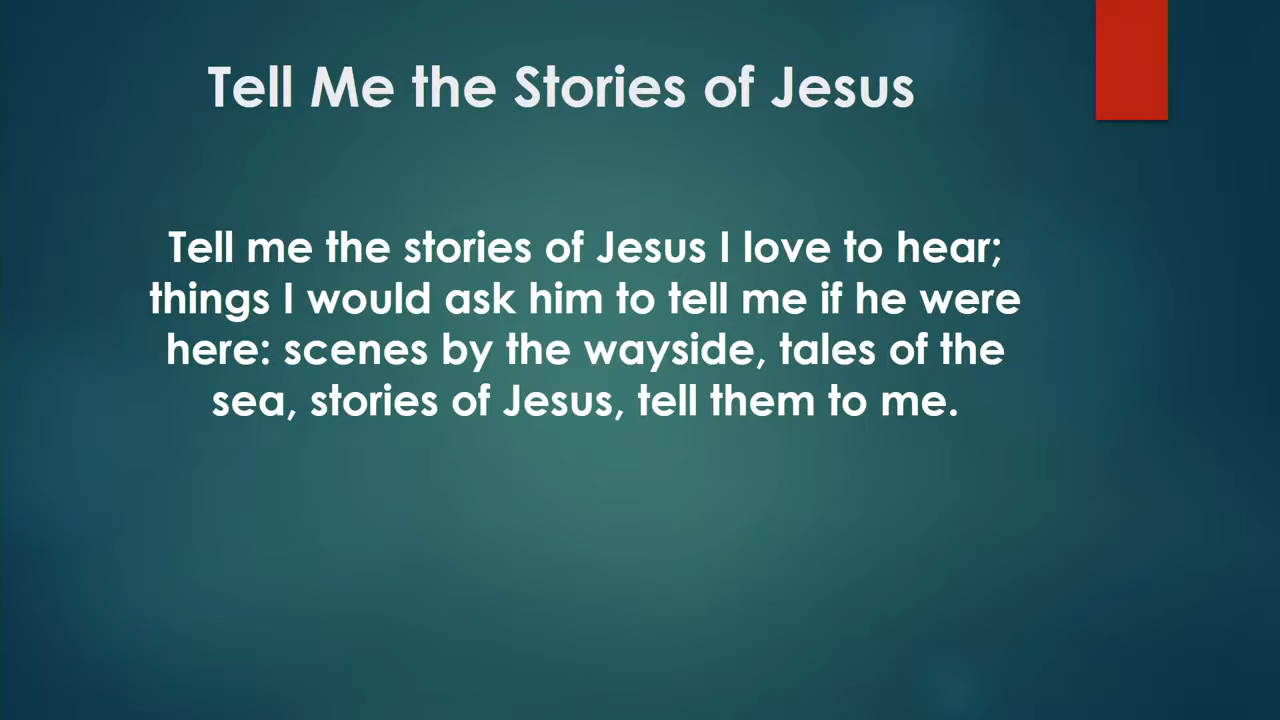 Tell Me the Stories of Jesus
Tell me the stories of Jesus I love to hear;
things I would ask him to tell me if he were
here: scenes by the wayside, tales of the
sea, stories of Jesus, tell them to me.